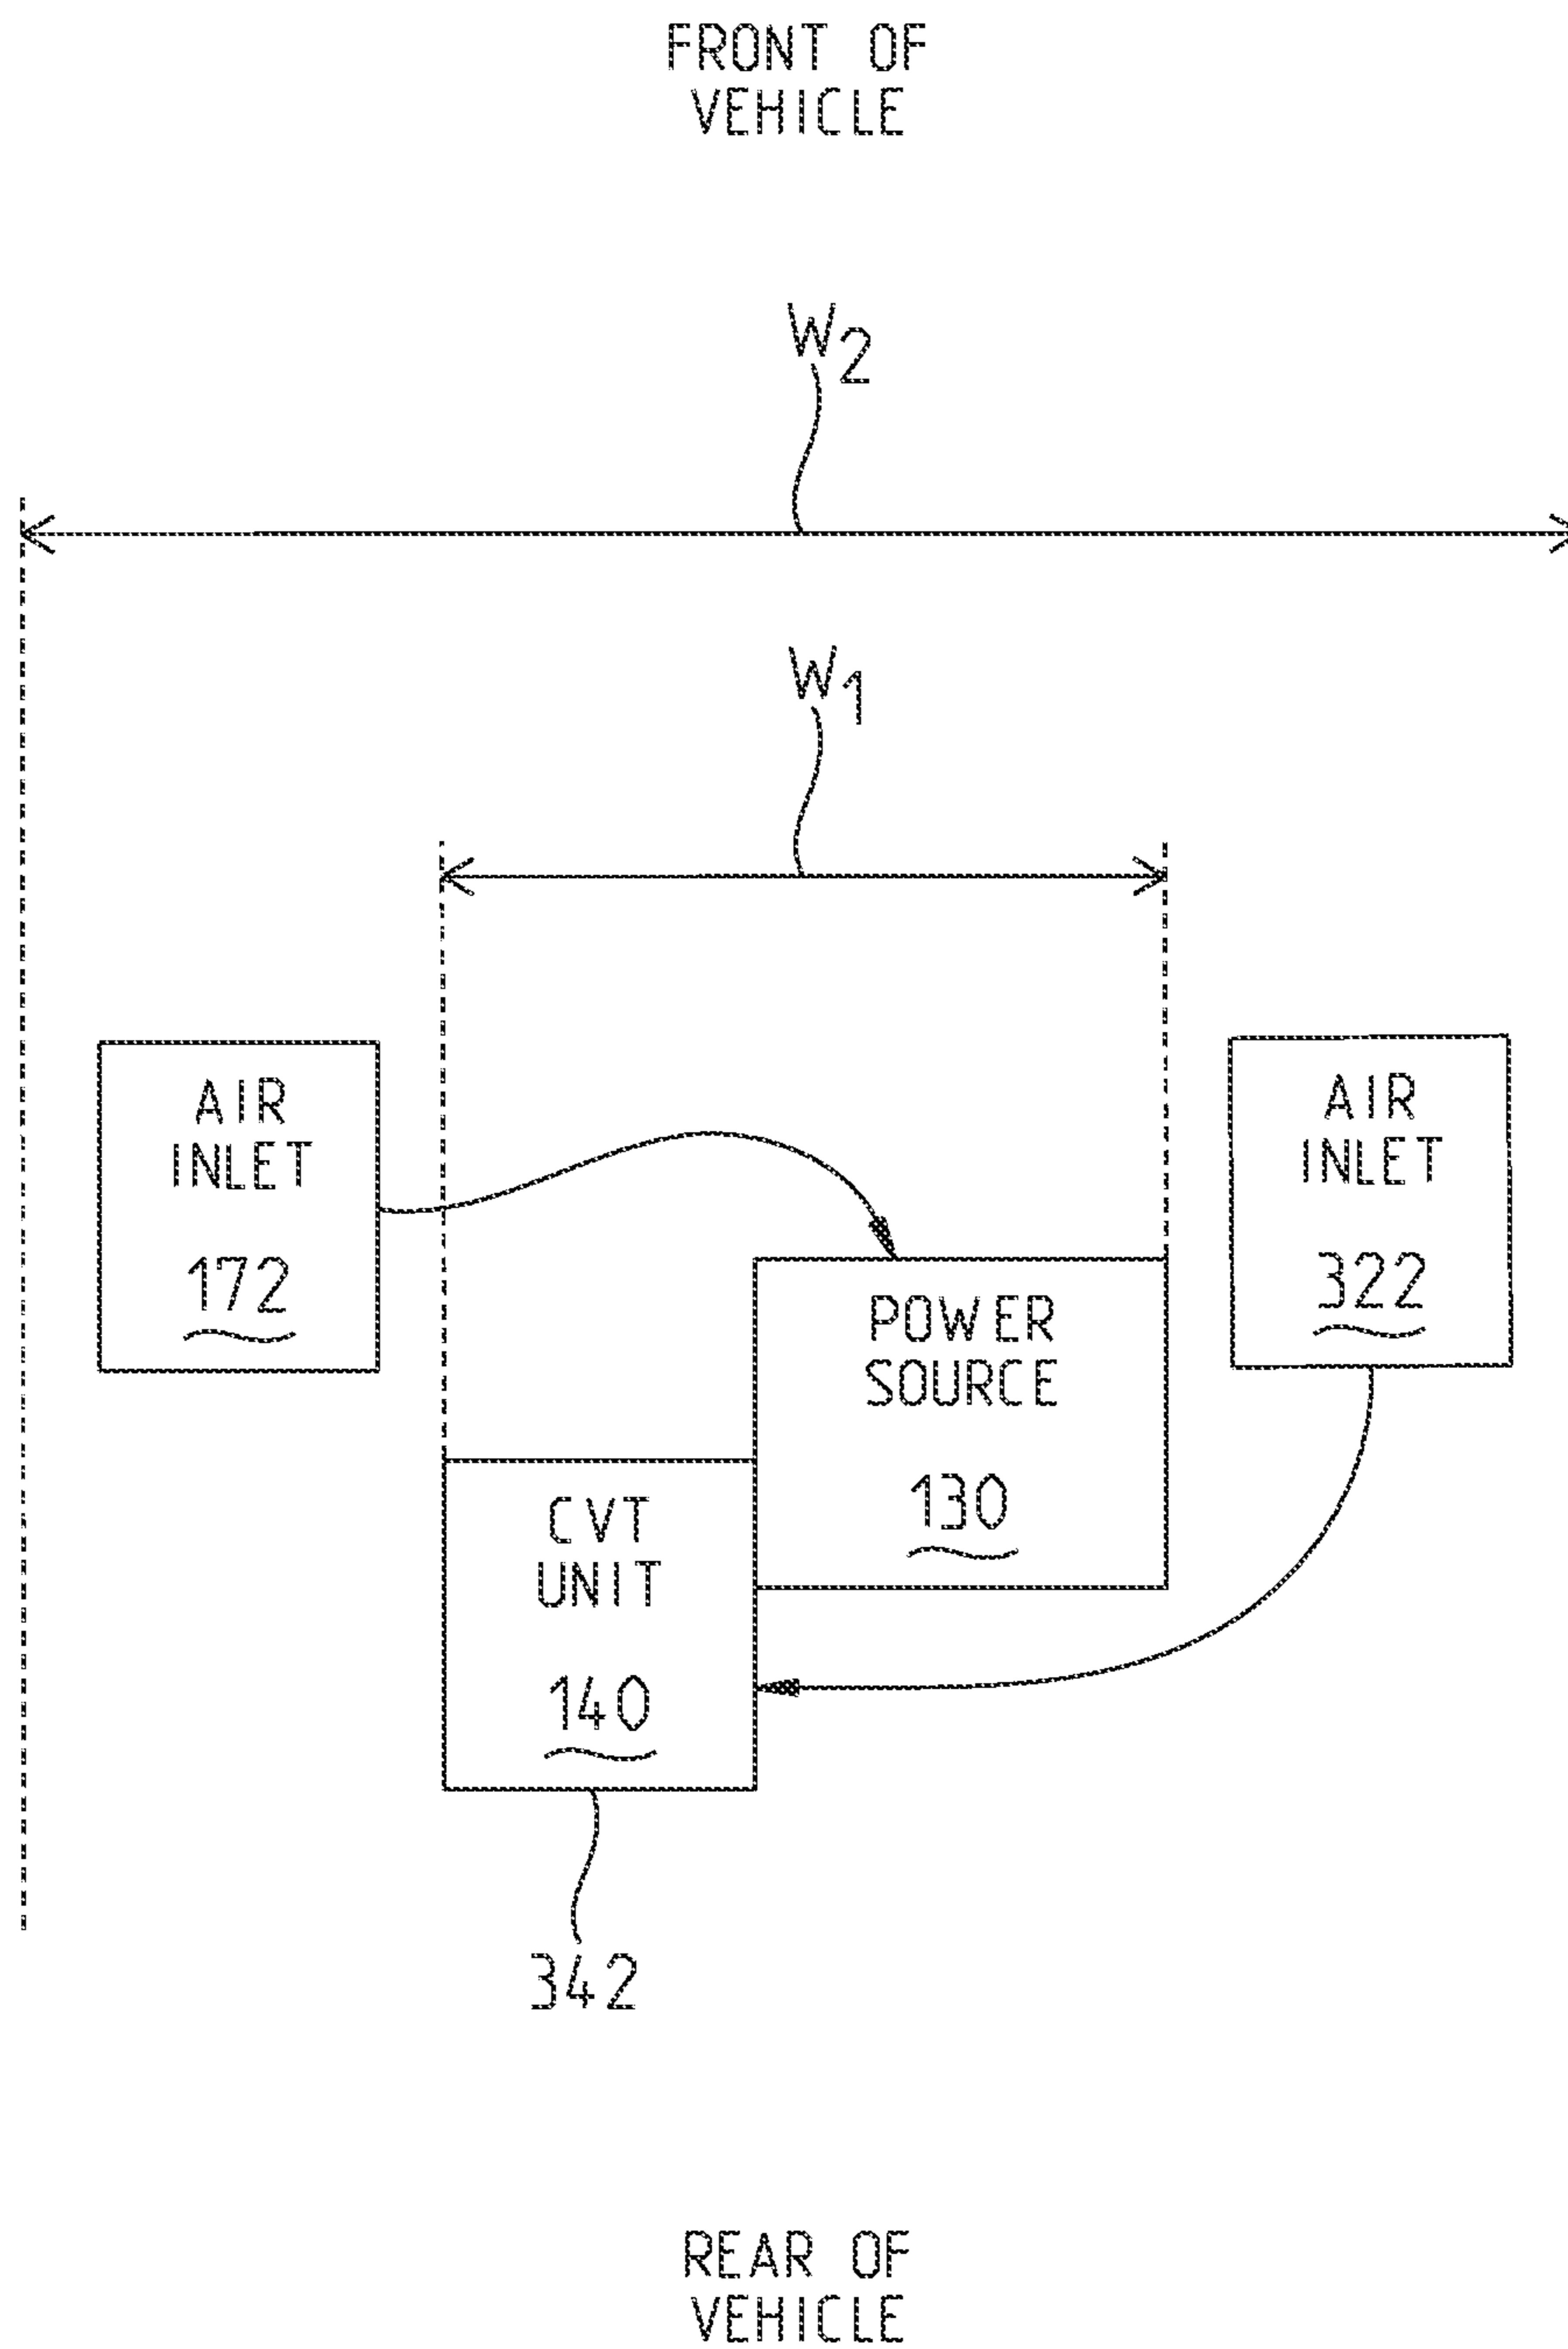 FRONT OF
VEHICLE
W2
W1
AIR
INLET
172
AIR
INLET
322
POWER
SOURCE
130
CVT
UNIT
140
342
REAR OF
VEHICLE